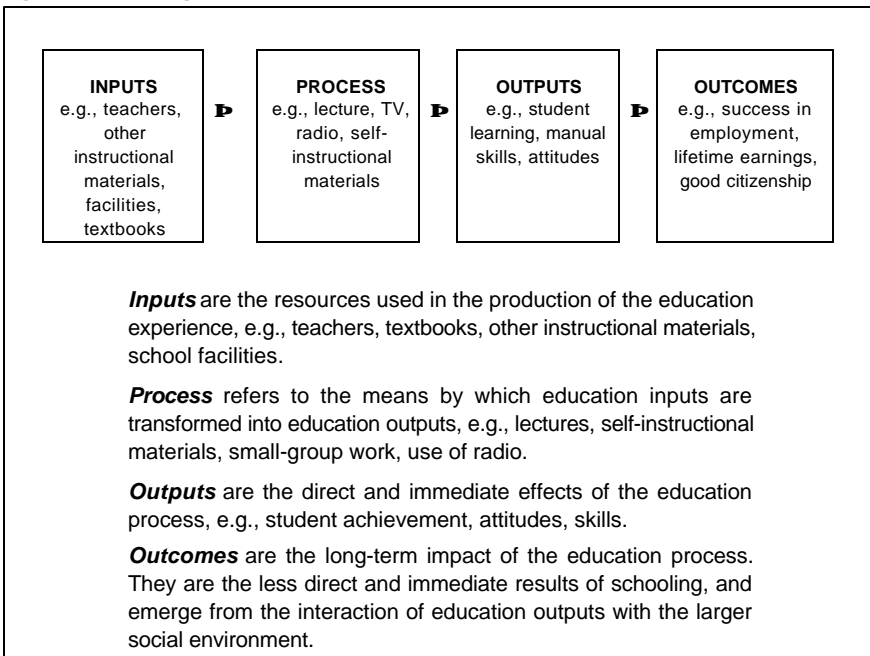 INPUTS
e.g., teachers,
other
instructional
materials,
facilities,
textbooks
PROCESS
e.g., lecture, TV,
radio, self-
instructional
materials
OUTPUTS
e.g., student
learning, manual
skills, attitudes
OUTCOMES
e.g., success in
employment,
lifetime earnings,
good citizenship
Inputs are the resources used in the production of the education
experience, e.g., teachers, textbooks, other instructional materials,
school facilities.
Process refers to the means by which education inputs are
transformed into education outputs, e.g., lectures, self-instructional
materials, small-group work, use of radio.
Outputs are the direct and immediate effects of the education
process, e.g., student achievement, attitudes, skills.
Outcomes are the long-term impact of the education process.
They are the less direct and immediate results of schooling, and
emerge from the interaction of education outputs with the larger
social environment.